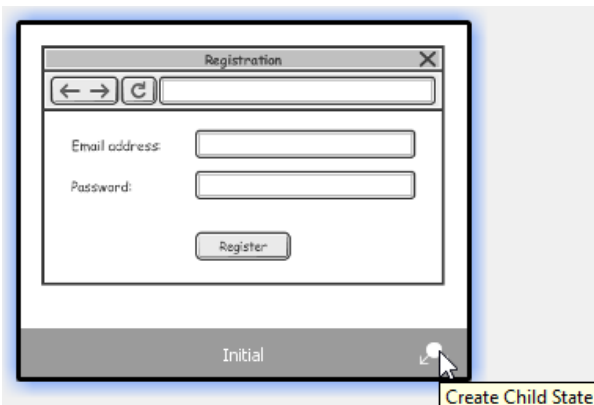 Registration
Email address:
Password:
Register
Initial
Create Child State